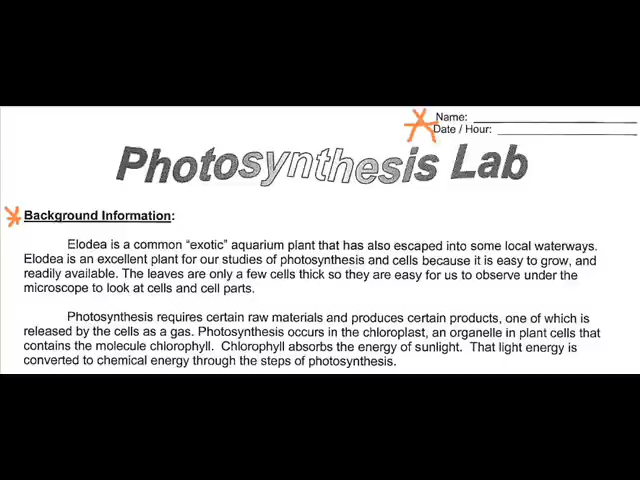 Name:
Date / Hour:
Photosynthesis Lab
Background Information:
Elodea is a common “exotic” aquarium plant that has also escaped into some local waterways.
Elodea is an excellent plant for our studies of photosynthesis and cells because it is easy to grow, and
readily available. The leaves are only a few cells thick so they are easy for us to observe under the
microscope to look at cells and cell parts.
Photosynthesis requires certain raw materials and produces certain products, one of which is
released by the cells as a gas. Photosynthesis occurs in the chloroplast, an organelle in plant cells that
contains the molecule chlorophyll. Chlorophyll absorbs the energy of sunlight. That light energy is
converted to chemical energy through the steps of photosynthesis.